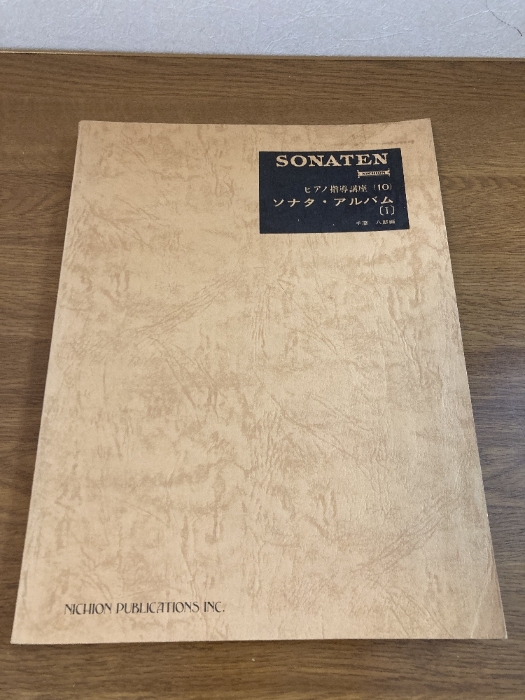 SONATEN
ピアノ指導講座 (10)
ソナタ・アルバム
〔1〕
NICHION PUBLICATIONS INC.